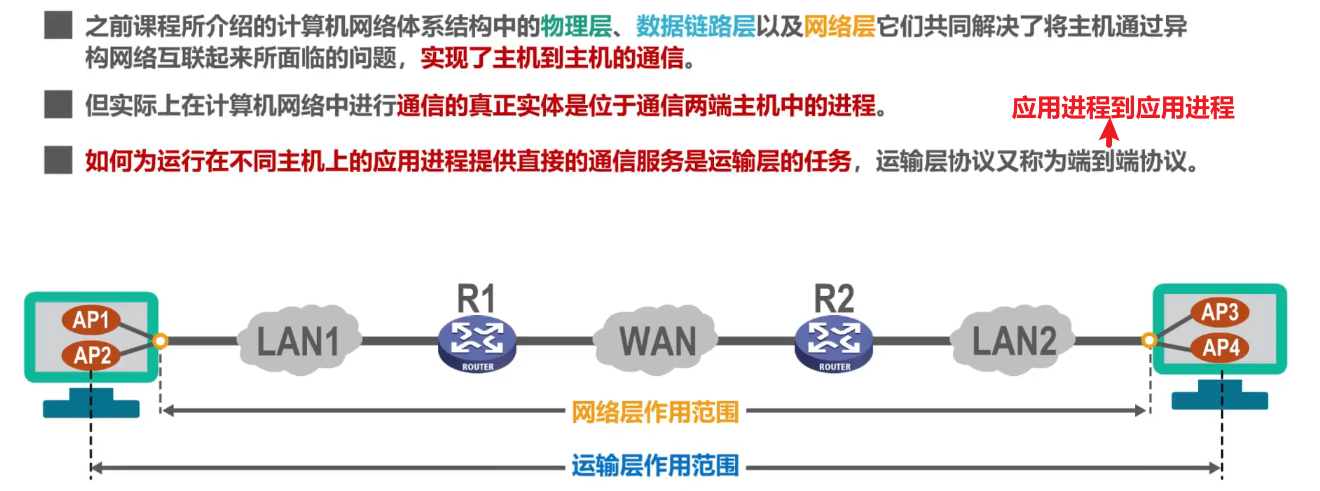 之前课程所介绍的计算机网络体系结构中的物理层、数据链路层以及网络层它们共同解决了将主机通过异
构网络互联起来所面临的问题，实现了主机到主机的通信。
但实际上在计算机网络中进行通信的真正实体是位于通信两端主机中的进程。
应用进程到应用进程
如何为运行在不同主机上的应用进程提供直接的通信服务是运输层的任务，运输层协议又称为端到端协议。
R1
R2
AP1
AP2
LAN1
ROUTER
WAN
ROUTER
LAN2
AP3
AP4
网络层作用范围
运输层作用范围